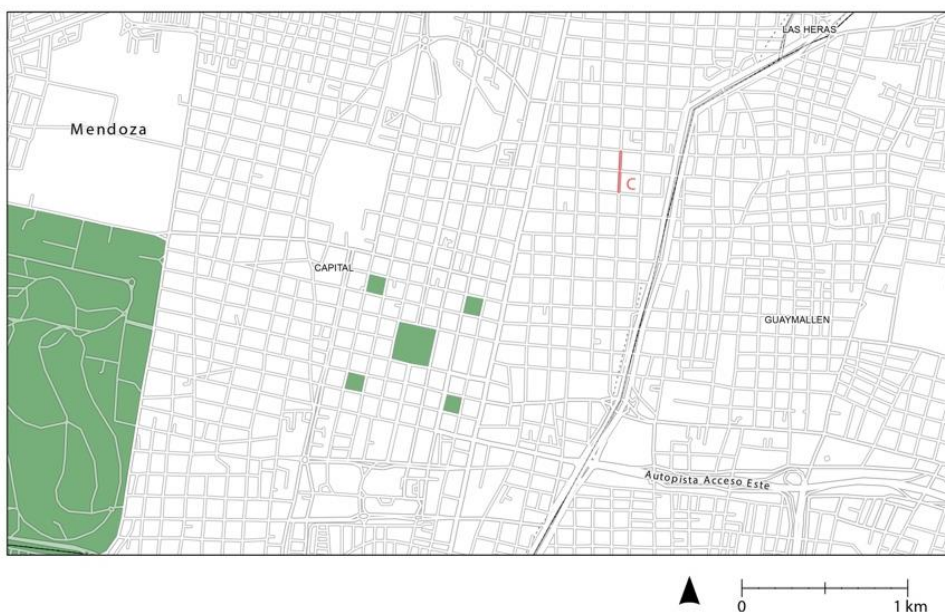 LAS HERAS
Mendoza
C
CAPITAL
GUAYMALLEN
Autopista Acceso Este
0 1 km